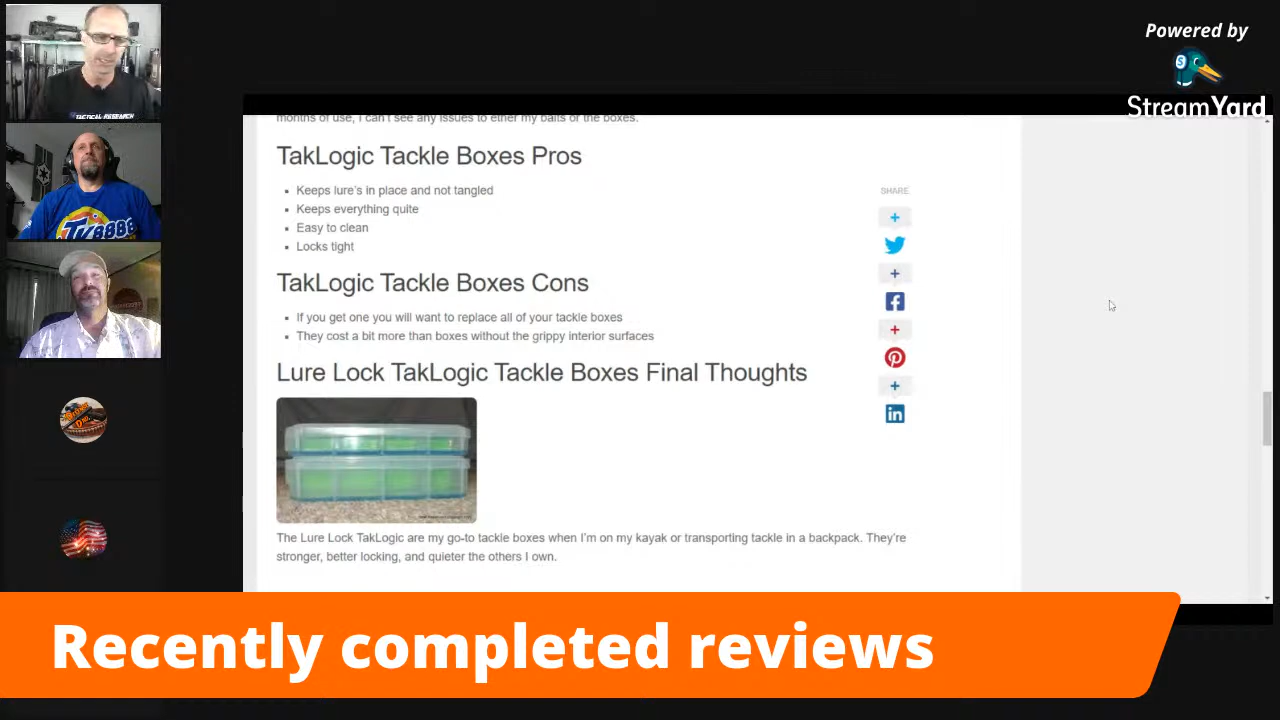 Powered by
StreamYard
TACTICAL RESEARCH
months of use, I can't see any issues to ether my baits or the boxes.
TakLogic Tackle Boxes Pros
Keeps lure's in place and not tangled
Keeps everything quite
Easy to clean
Locks tight
SHARE
TakLogic Tackle Boxes Cons
If you get one you will want to replace all of your tackle boxes
They cost a bit more than boxes without the grippy interior surfaces
Lure Lock TakLogic Tackle Boxes Final Thoughts
The Lure Lock TakLogic are my go-to tackle boxes when I'm on my kayak or transporting tackle in a backpack. They're
stronger, better locking, and quieter the others I own.
Recently completed reviews